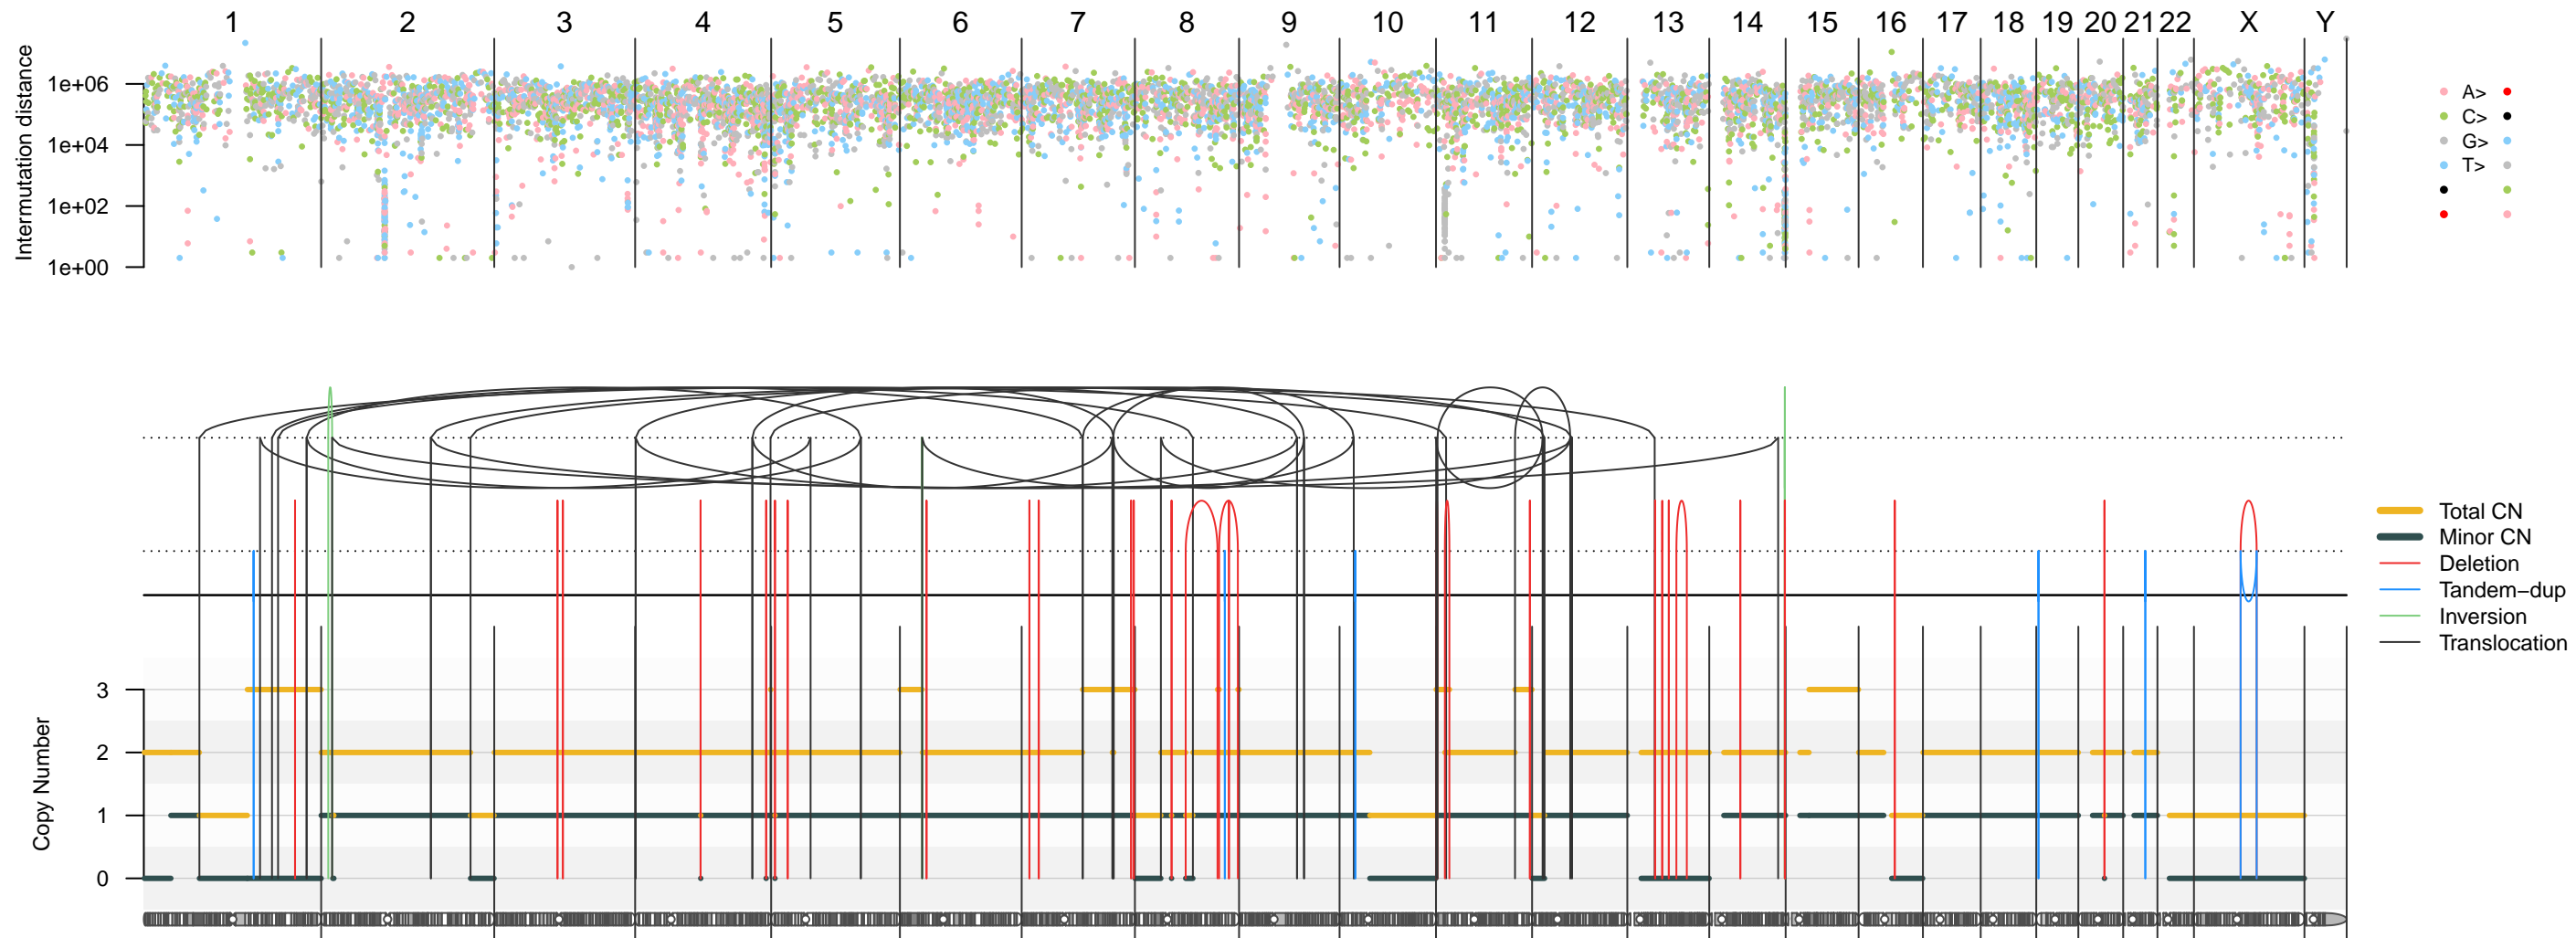 1 2 3 4 5 6 7 8 9 10 11 12 13 14 15 16 17 18 19 20 21 22 X Y
Intermutation distance
1e+06
1e+04
1e+02
1e+00
A>
C>
G>
T>
Total CN
Minor CN
Deletion
Tandem−dup
Inversion
Translocation
Copy Number
3
2
1
0